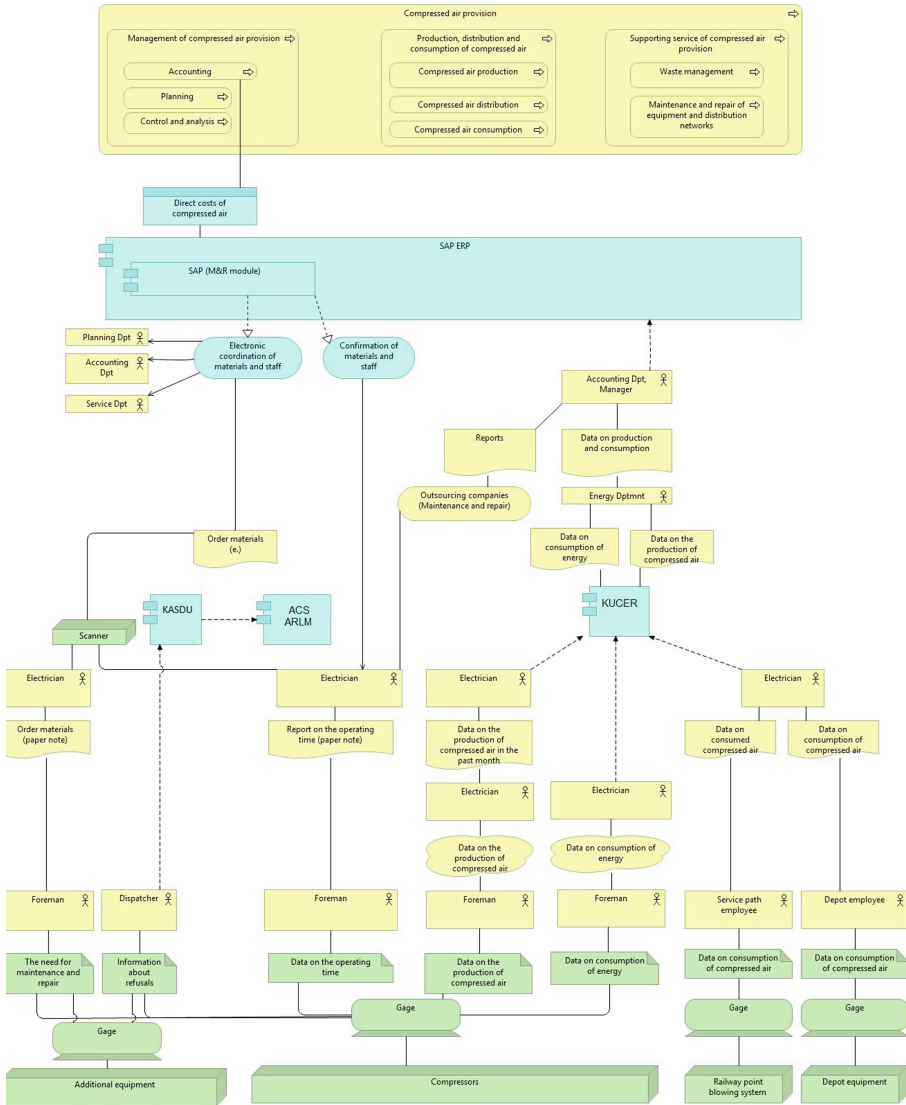 Compressed air provision
Management of compressed air provision
Accounting
Planning
Control and analysis
Production, distribution and
consumption of compressed air
Compressed air production
Compressed air distribution
Compressed air consumption
Supporting service of compressed air
provision
Waste management
Maintenance and repair of
equipment and distribution
networks
Direct costs of
compressed air
SAP ERP
SAP (M&R module)
Planning Dpt
Accounting
Dpt
Service Dpt
Electronic
coordination of
materials and staff
Confirmation of
materials and
staff
Accounting Dpt,
Manager
Reports
Data on production
and consumption
Outsourcing companies
(Maintenance and repair)
Energy Dptmnt
Order materials
(e.)
Data on
consumption of
energy
Data on the
production of
compressed air
KASDU
ACS
ARLM
KUCER
Scanner
Electrician
Electrician
Electrician
Electrician
Order materials
(paper note)
Report on the operating
time (paper note)
Data on the
production of
compressed air in the
past month
Data on
consumed
compressed air
Data on
consumption of
compressed air
Electrician
Electrician
Data on the
production of
compressed air
Data on consumption of
energy
Foreman
Dispatcher
Foreman
Foreman
Foreman
Service path
employee
Depot employee
The need for
maintenance and
repair
Information
about
refusals
Data on the operating
time
Data on the
production of
compressed air
Data on consumption of
energy
Data on consumption
of compressed air
Data on consumption
of compressed air
Gage
Gage
Gage
Gage
Additional equipment
Compressors
Railway point
blowing system
Depot equipment